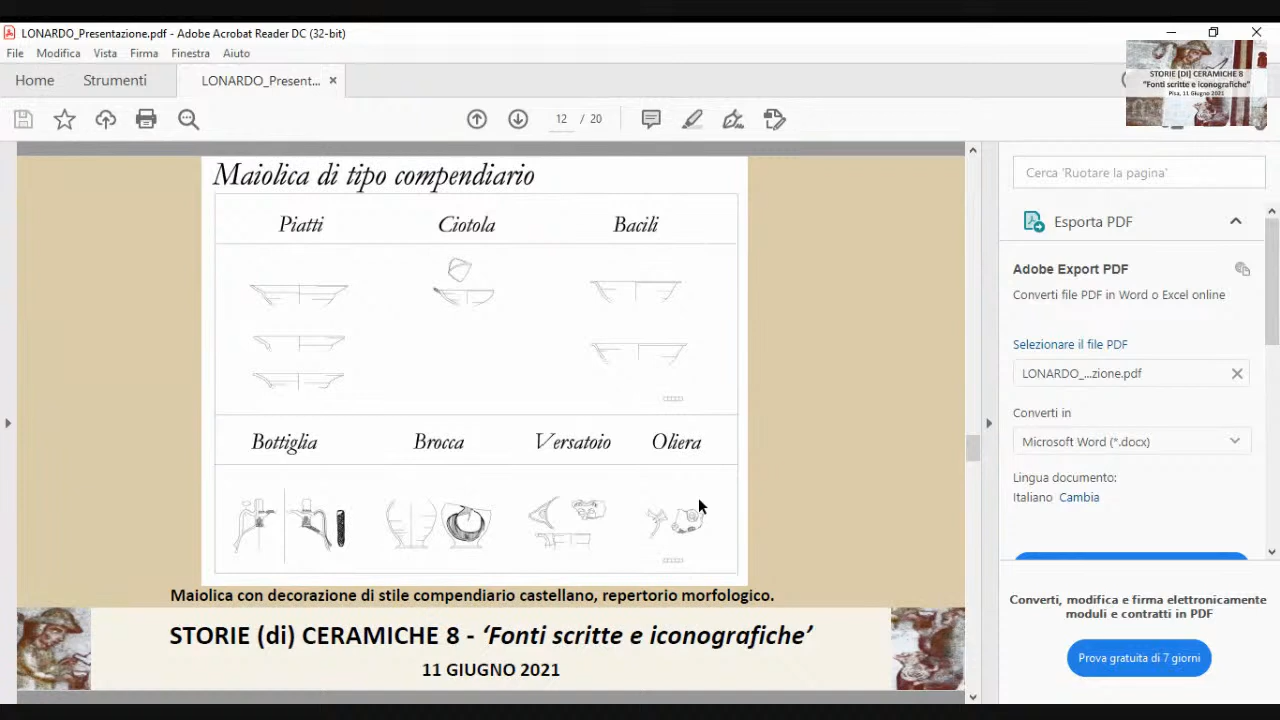 LONARDO_Presentazione.pdf - Adobe Acrobat Reader DC (32-bit)
File Modifica Vista Firma Finestra Aiuto
Home Strumenti LONARDO_Present... ×
STORIE [DI] CERAMICHE 8
"Fonti scritte e iconografiche"
Pisa, 11 Giugno 2021
12 / 20
Maiolica di tipo compendiario
Piatti Ciotola Bacili
Bottiglia Brocca Versatoio Oliera
Maiolica con decorazione di stile compendiario castellano, repertorio morfologico.
STORIE (di) CERAMICHE 8 - ‘Fonti scritte e iconografiche’
11 GIUGNO 2021
Cerca 'Ruotare la pagina'
Esporta PDF
Adobe Export PDF
Converti file PDF in Word o Excel online
Selezionare il file PDF
LONARDO_...zione.pdf
Converti in
Microsoft Word (*.docx)
Lingua documento:
Italiano Cambia
Converti, modifica e firma elettronicamente
moduli e contratti in PDF
Prova gratuita di 7 giorni